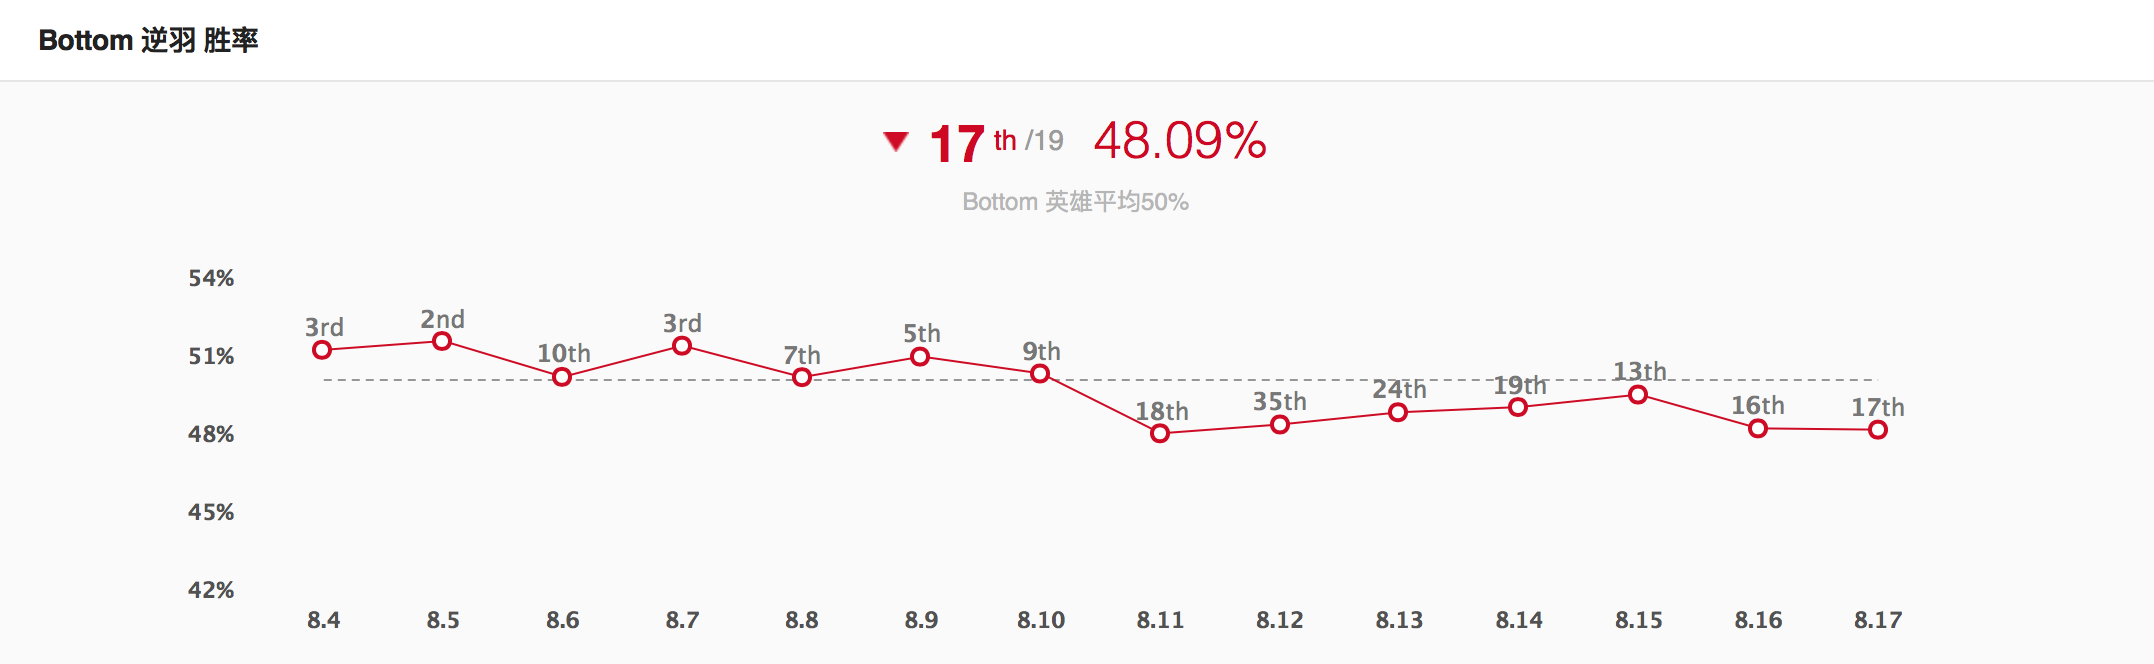 Bottom 逆羽 胜率
17 th /19 48.09%
Bottom 英雄平均50%
54%
3rd 2nd 10th 3rd 7th 5th 9th 18th 35th 24th 19th 13th 16th 17th
51%
48%
45%
42%
8.4 8.5 8.6 8.7 8.8 8.9 8.10 8.11 8.12 8.13 8.14 8.15 8.16 8.17